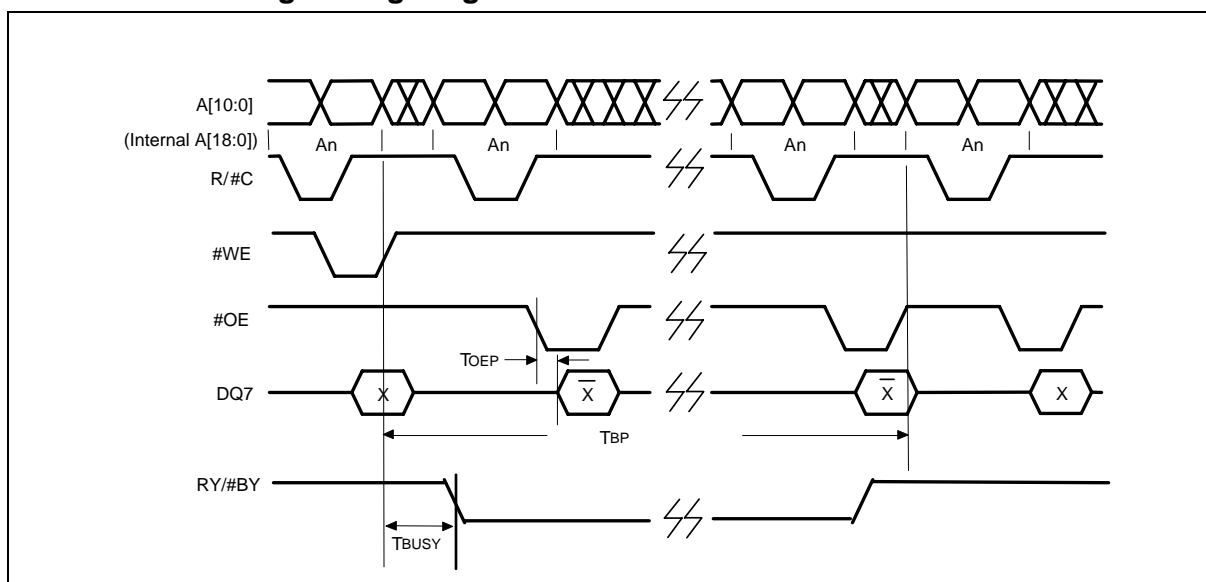 A[10:0]
(Internal A[18:0])
An An An An
R/#C
#WE
#OE
TOEP
DQ7
X X X X
TBP
RY/#BY
TBUSY